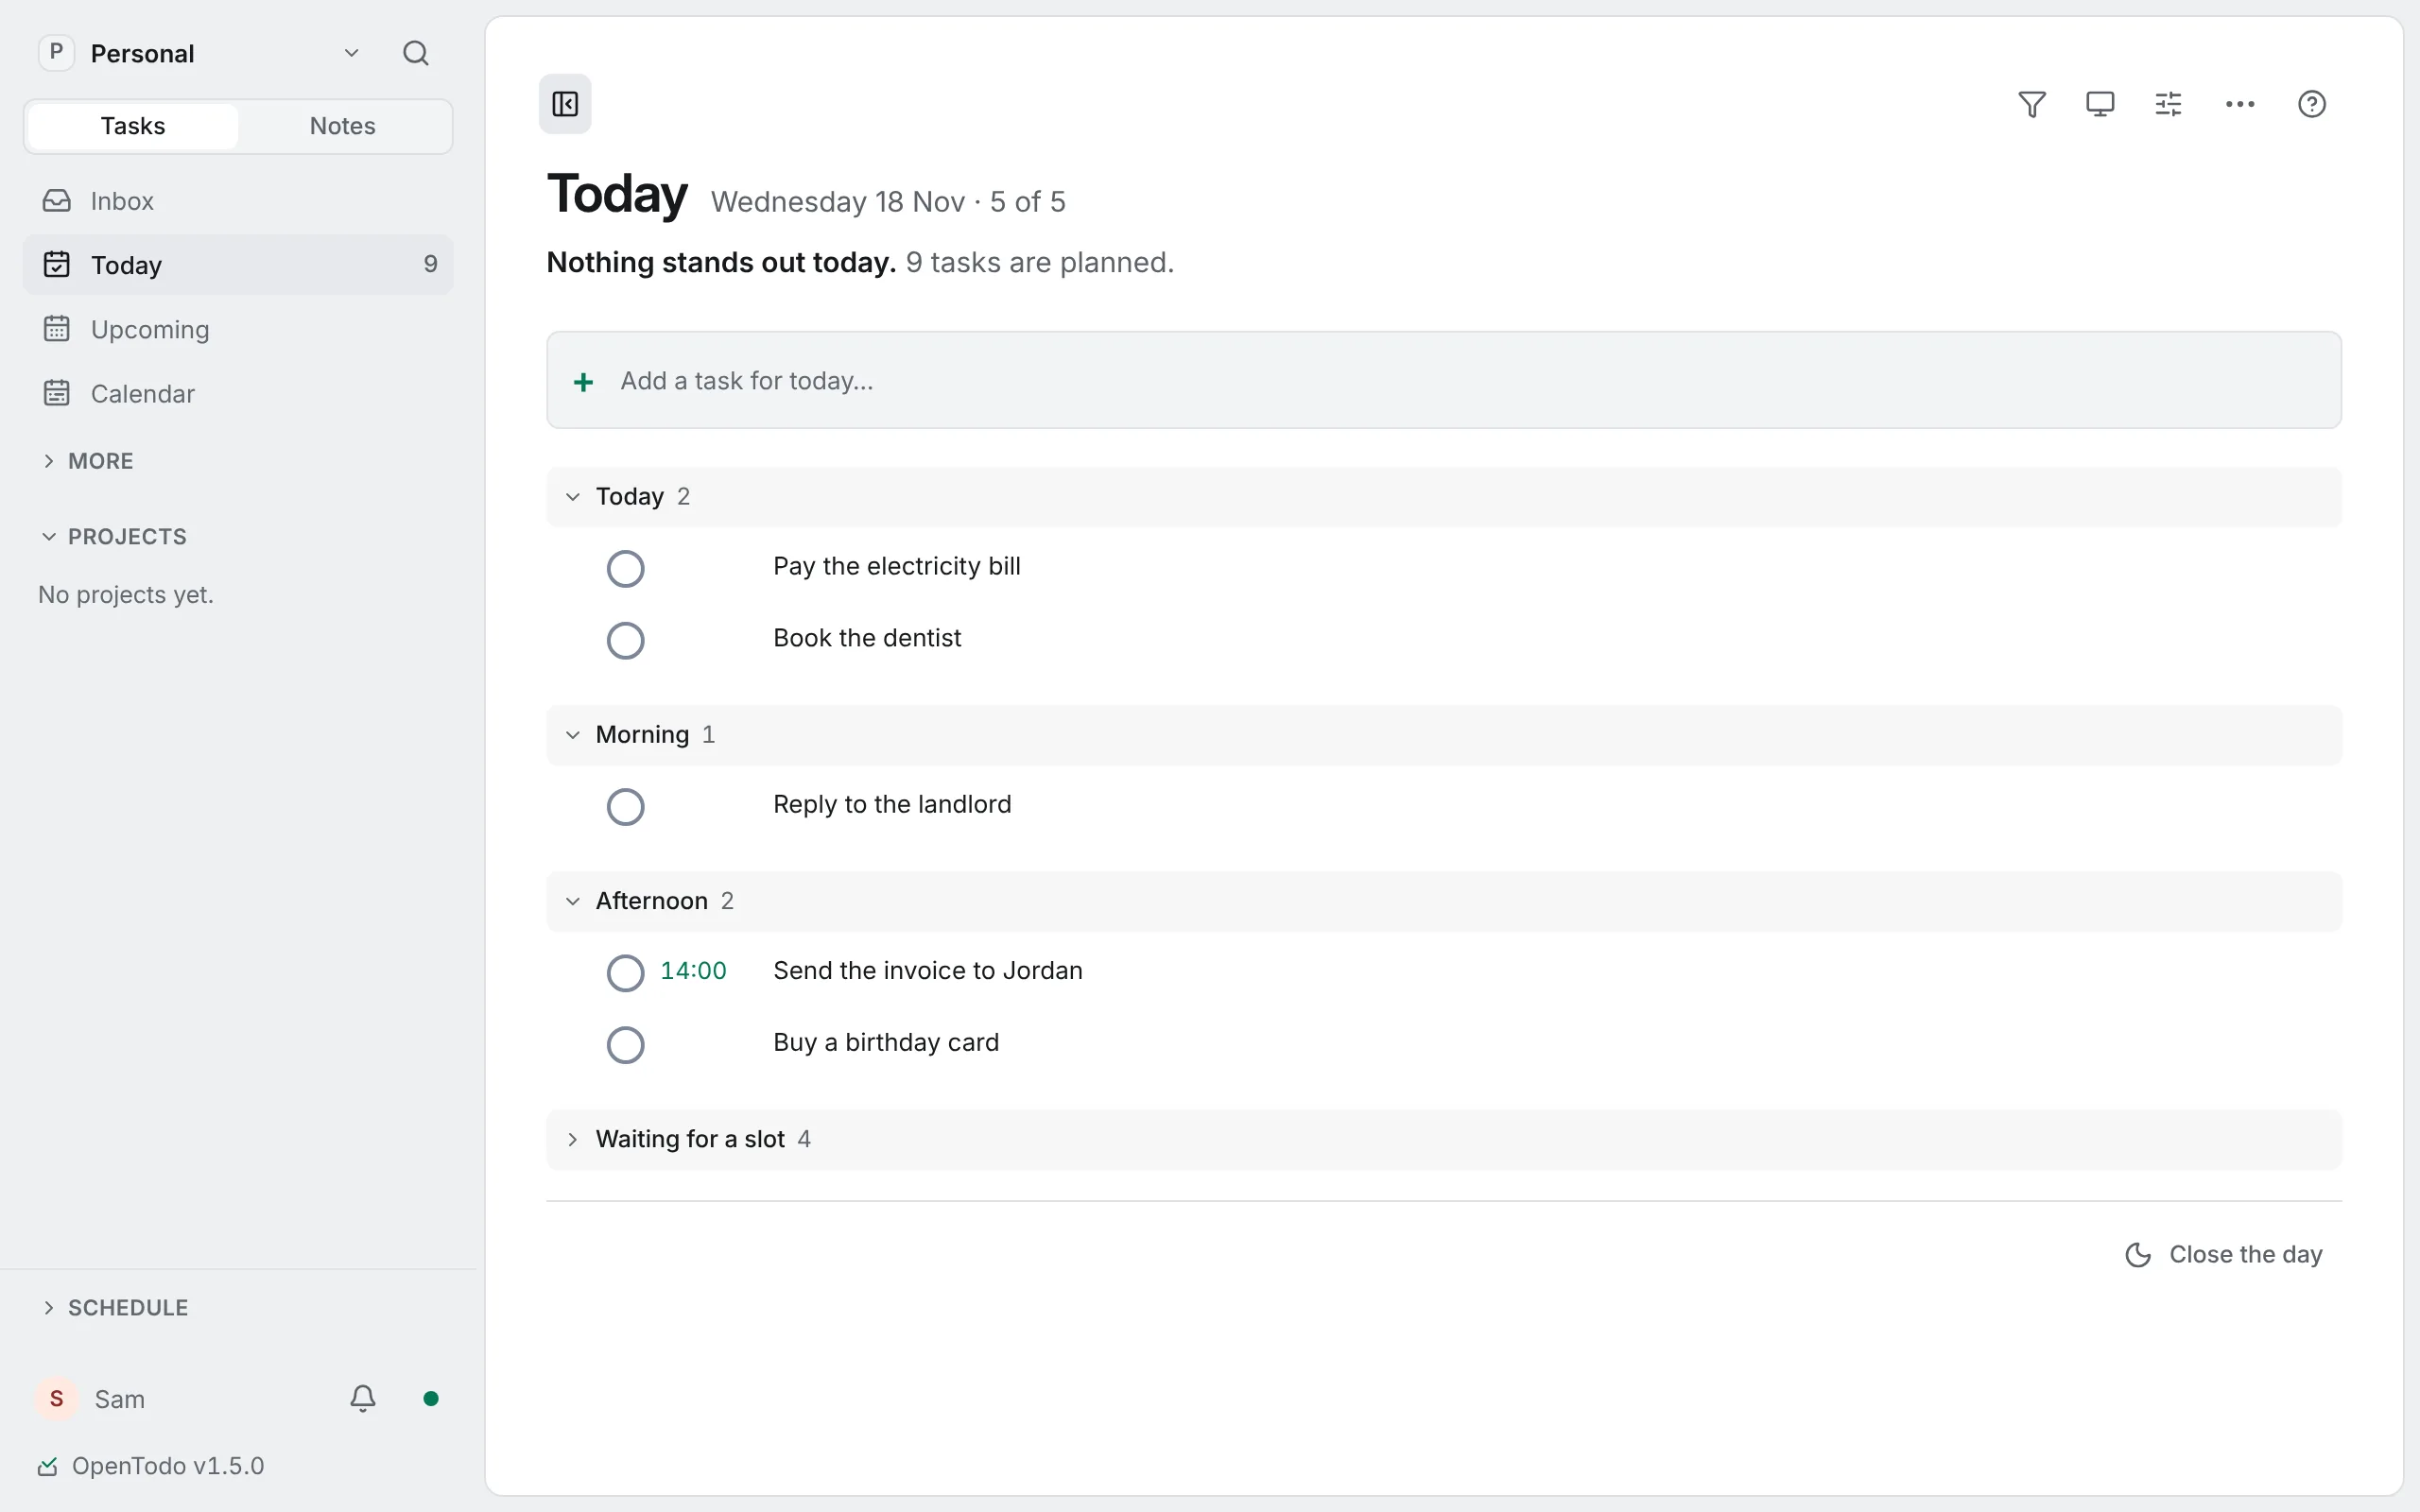 P Personal
Tasks Notes
Inbox
Today 9
Upcoming
Calendar
MORE
PROJECTS
No projects yet.
SCHEDULE
S Sam
OpenTodo v1.5.0
Today Wednesday 18 Nov · 5 of 5
Nothing stands out today. 9 tasks are planned.
+ Add a task for today...
Today 2
Pay the electricity bill
Book the dentist
Morning 1
Reply to the landlord
Afternoon 2
14:00 Send the invoice to Jordan
Buy a birthday card
Waiting for a slot 4
Close the day